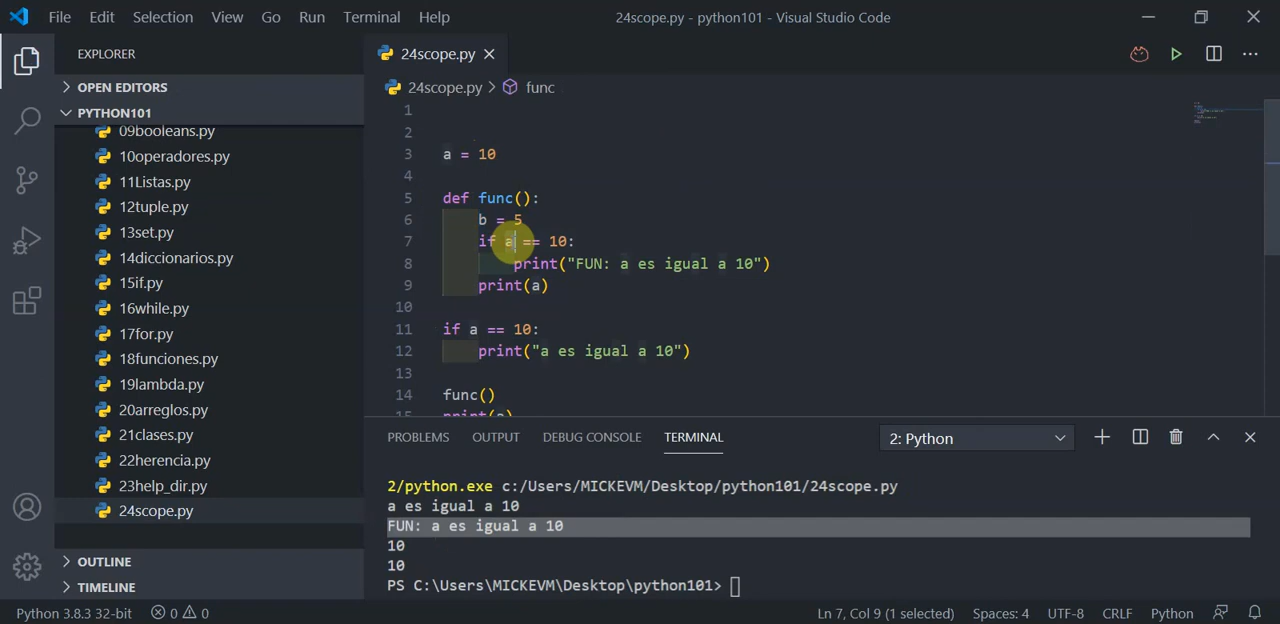 File Edit Selection View Go Run Terminal Help
24scope.py - python101 - Visual Studio Code
EXPLORER
OPEN EDITORS
PYTHON101
09booleans.py
10operadores.py
11Listas.py
12tuple.py
13set.py
14diccionarios.py
15if.py
16while.py
17for.py
18funciones.py
19lambda.py
20arreglos.py
21clases.py
22herencia.py
23help_dir.py
24scope.py
OUTLINE
TIMELINE
24scope.py
24scope.py > func
1
2
3 a = 10
4
5 def func():
6 b = 5
7 if a == 10:
8 print("FUN: a es igual a 10")
9 print(a)
10
11 if a == 10:
12 print("a es igual a 10")
13
14 func()
15 print(a)
PROBLEMS OUTPUT DEBUG CONSOLE TERMINAL 2: Python
2/python.exe c:/Users/MICKEVM/Desktop/python101/24scope.py
a es igual a 10
FUN: a es igual a 10
10
10
PS C:\Users\MICKEVM\Desktop\python101>
Python 3.8.3 32-bit 0 0 Ln 7, Col 9 (1 selected) Spaces: 4 UTF-8 CRLF Python